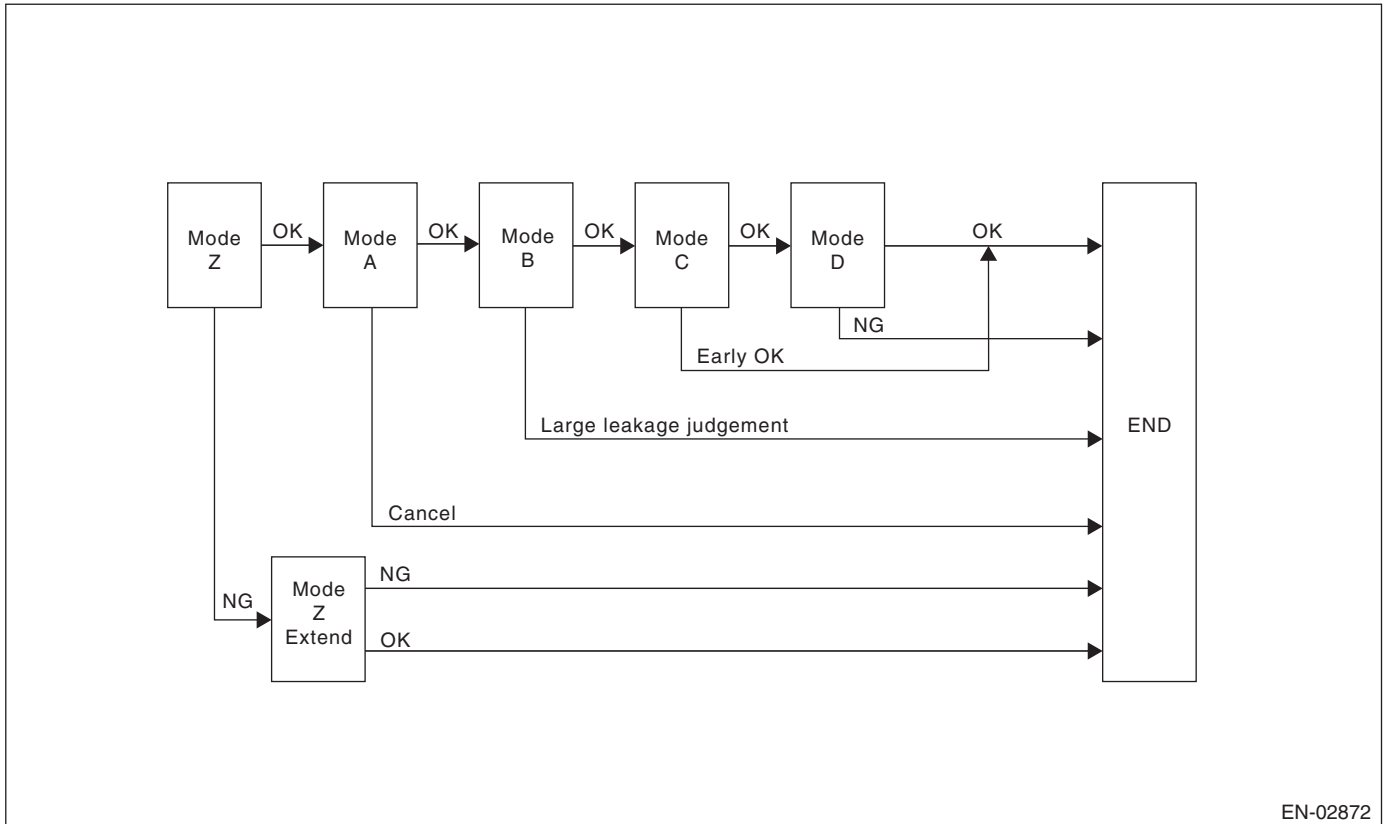 Mode
Z
OK
Mode
A
OK
Mode
B
OK
Mode
C
OK
Mode
D
OK
NG
Early OK
Large leakage judgement
END
Cancel
NG
Mode
Z
Extend
NG
OK
EN-02872